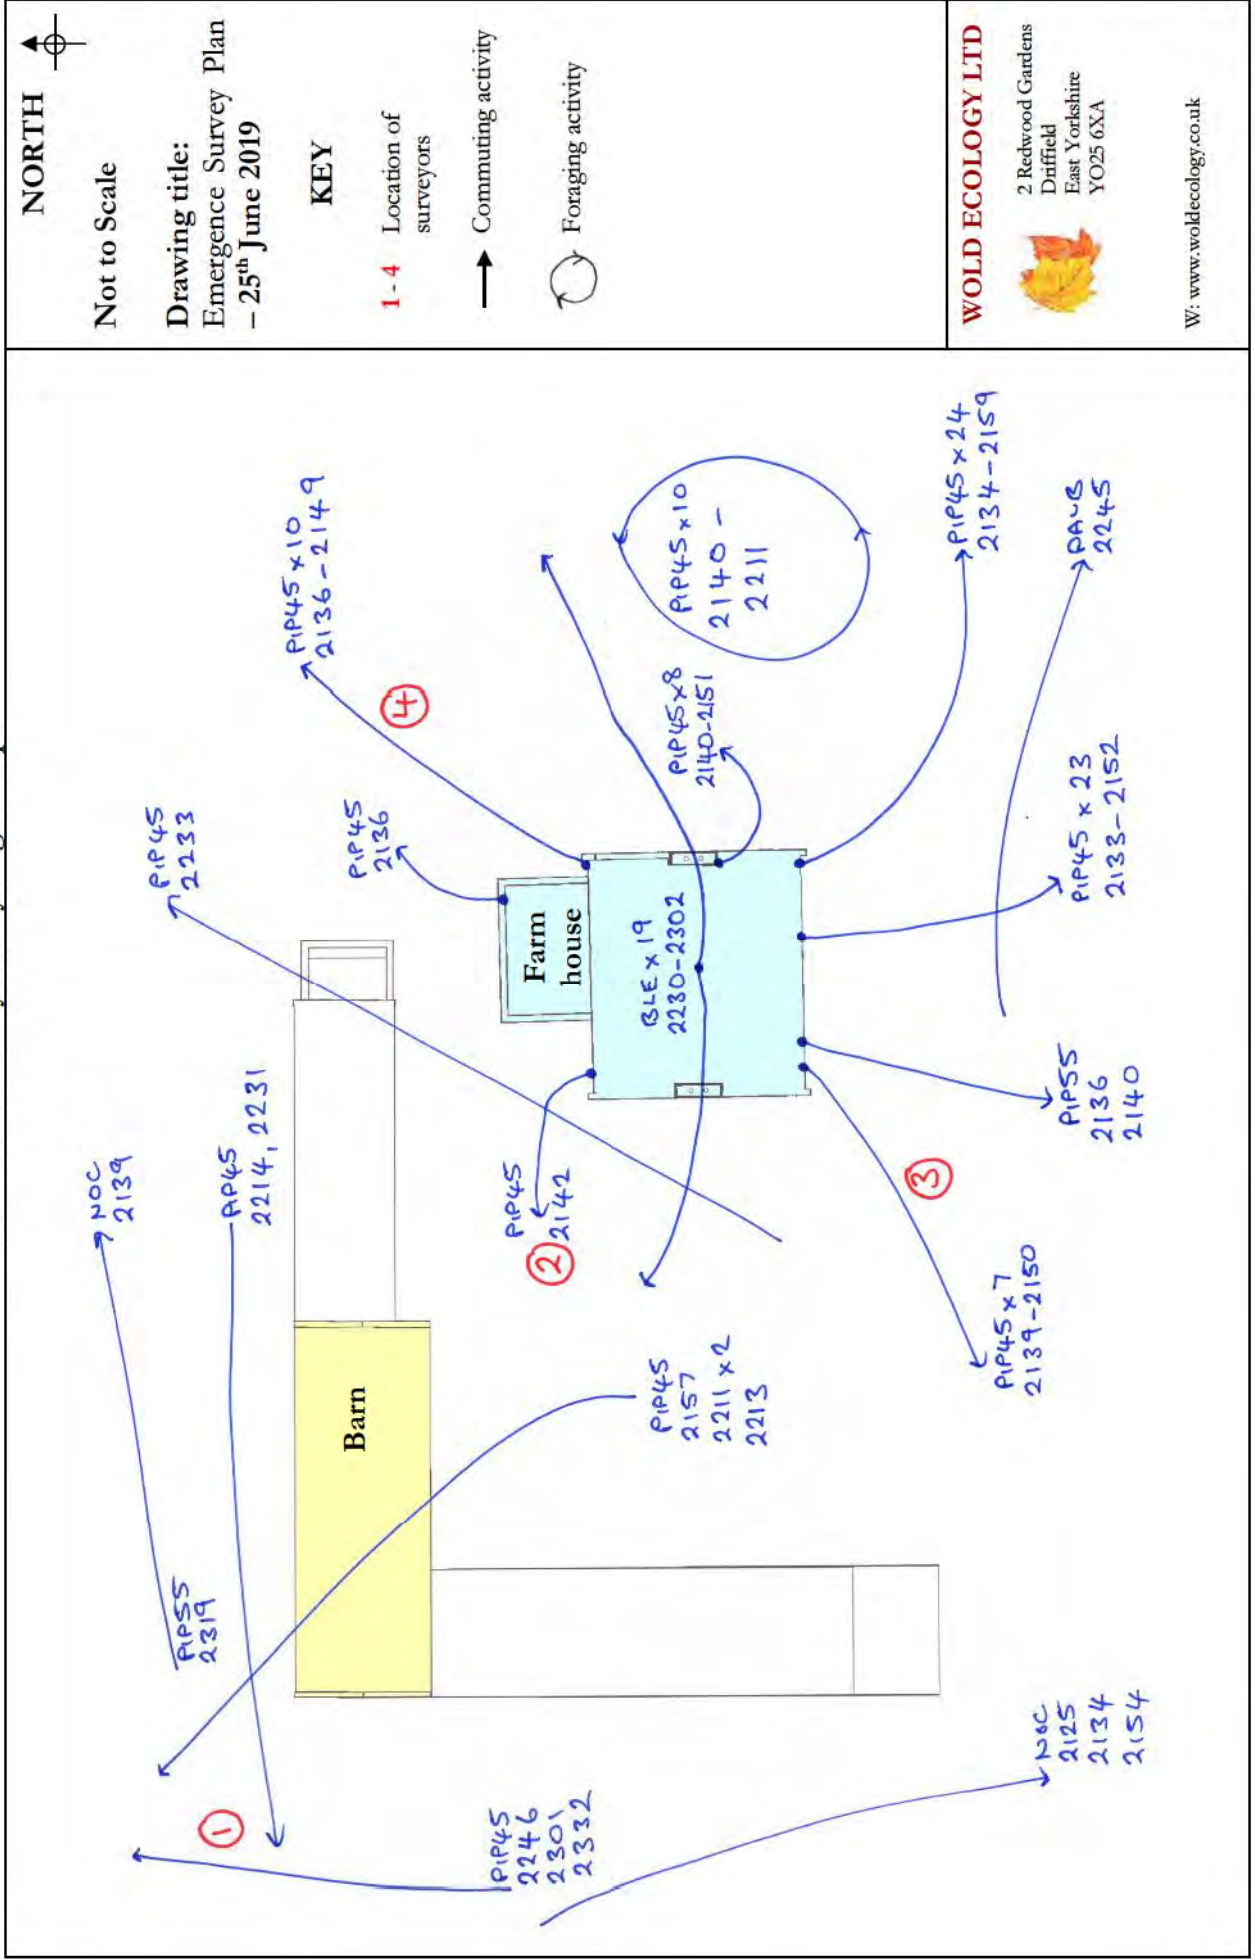 NORTH
Not to Scale
Drawing title:
Emergence Survey Plan
– 25th June 2019
KEY
1-4 Location of
surveyors
Commuting activity
Foraging activity
WOLD ECOLOGY LTD
2 Redwood Gardens
Driffield
East Yorkshire
YO25 6XA
W: www.woldecology.co.uk
NOC
2139
PIP55
2319
PIP45
2214, 2231
PIP45
2233
PIP45
2136
PIP45 x 10
2136-2149
1
Barn
Farm
house
4
PIP45
2142
2
BLE x 19
2230-2302
PIP45 x 8
2140-2151
PIP45 x 10
2140 -
2211
PIP45
2246
2301
2332
PIP45
2157
2211 x 2
2213
3
PIP45 x 7
2139-2150
PIP55
2136
2140
PIP45 x 23
2133-2152
PIP45 x 24
2134-2159
DAUB
2245
NOC
2125
2134
2154